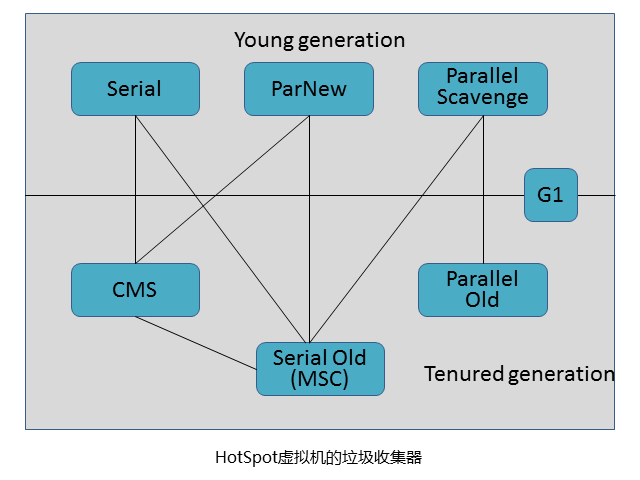 Young generation
Serial
ParNew
Parallel
Scavenge
G1
CMS
Parallel
Old
Serial Old
(MSC)
Tenured generation
HotSpot虚拟机的垃圾收集器